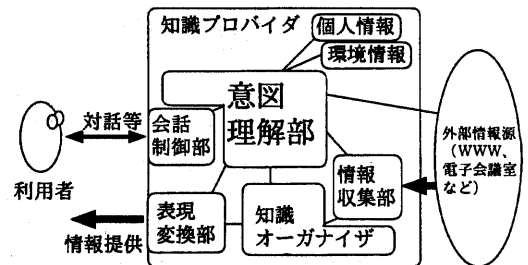 知識プロバイダ
個人情報
環境情報
意図
理解部
対話等
会話
制御部
利用者
外部情報源
(WWW、
電子会議室
など)
情報
収集部
表現
変換部
知識
オーガナイザ
情報提供